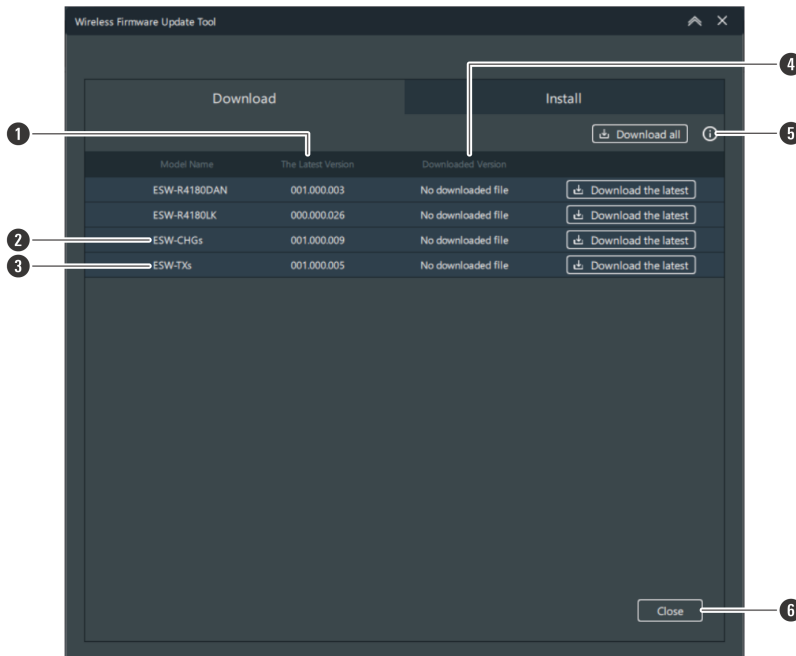 Wireless Firmware Update Tool
4
Download Install
1 Download all 5
Model Name The Latest Version Downloaded Version
ESW-R4180DAN 001.000.003 No downloaded file Download the latest
ESW-R4180LK 000.000.026 No downloaded file Download the latest
2 ESW-CHGs 001.000.009 No downloaded file Download the latest
3 ESW-TXs 001.000.005 No downloaded file Download the latest
Close 6